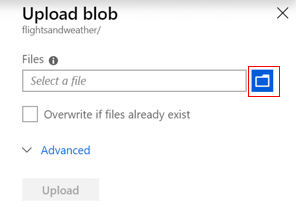 Upload blob
flightsandweather/
Files
Select a file
Overwrite if files already exist
Advanced
Upload